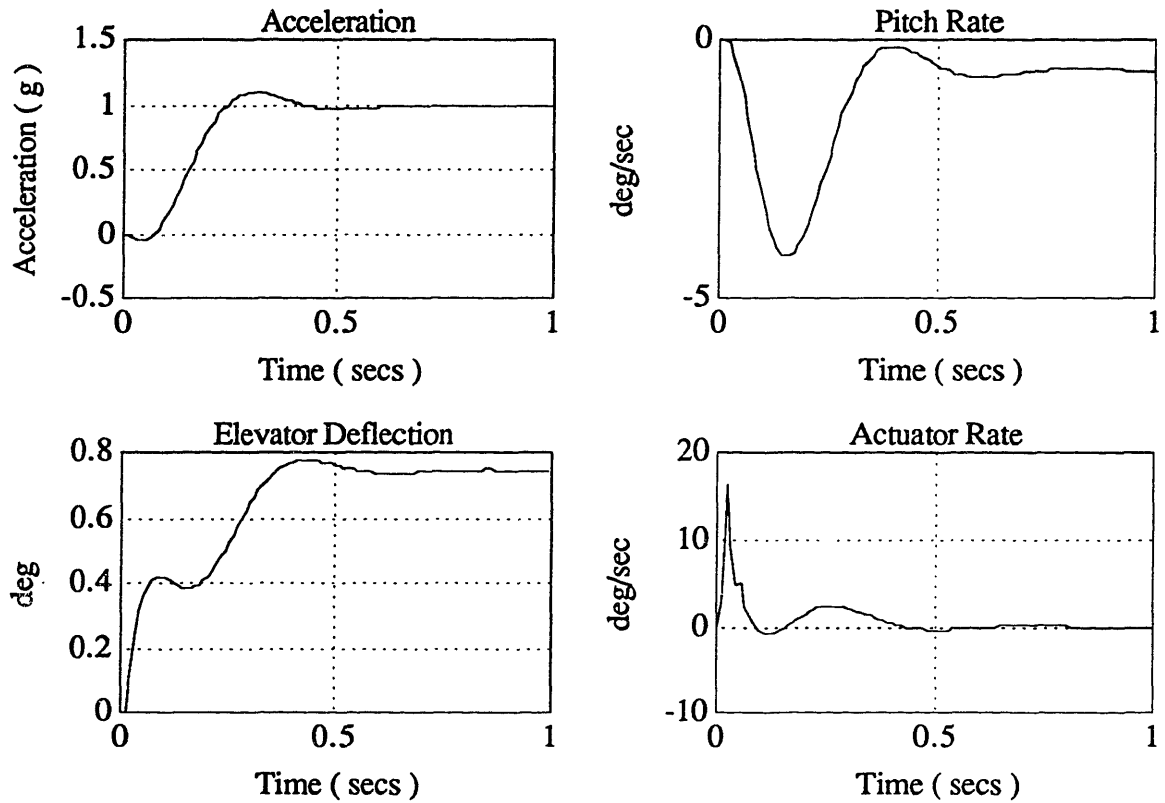 Acceleration
1.5
1
0.5
0
-0.5
Acceleration ( g )
0 0.5 1
Time ( secs )
Pitch Rate
0
-5
deg/sec
0 0.5 1
Time ( secs )
Elevator Deflection
0.8
0.6
0.4
0.2
0
deg
0 0.5 1
Time ( secs )
Actuator Rate
20
10
0
-10
deg/sec
0 0.5 1
Time ( secs )